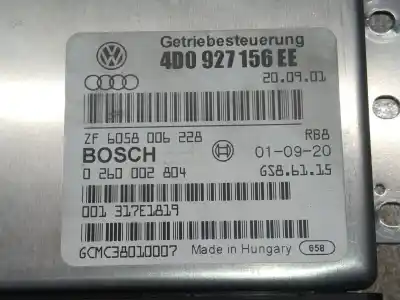 Getriebesteuerung
4D0 927 156 EE
20.09.01
ZF 6058 006 228 RB8
BOSCH 01-09-20
0 260 002 804 GS8.61.15
001 317E1819
GCMC38010007 Made in Hungary 658